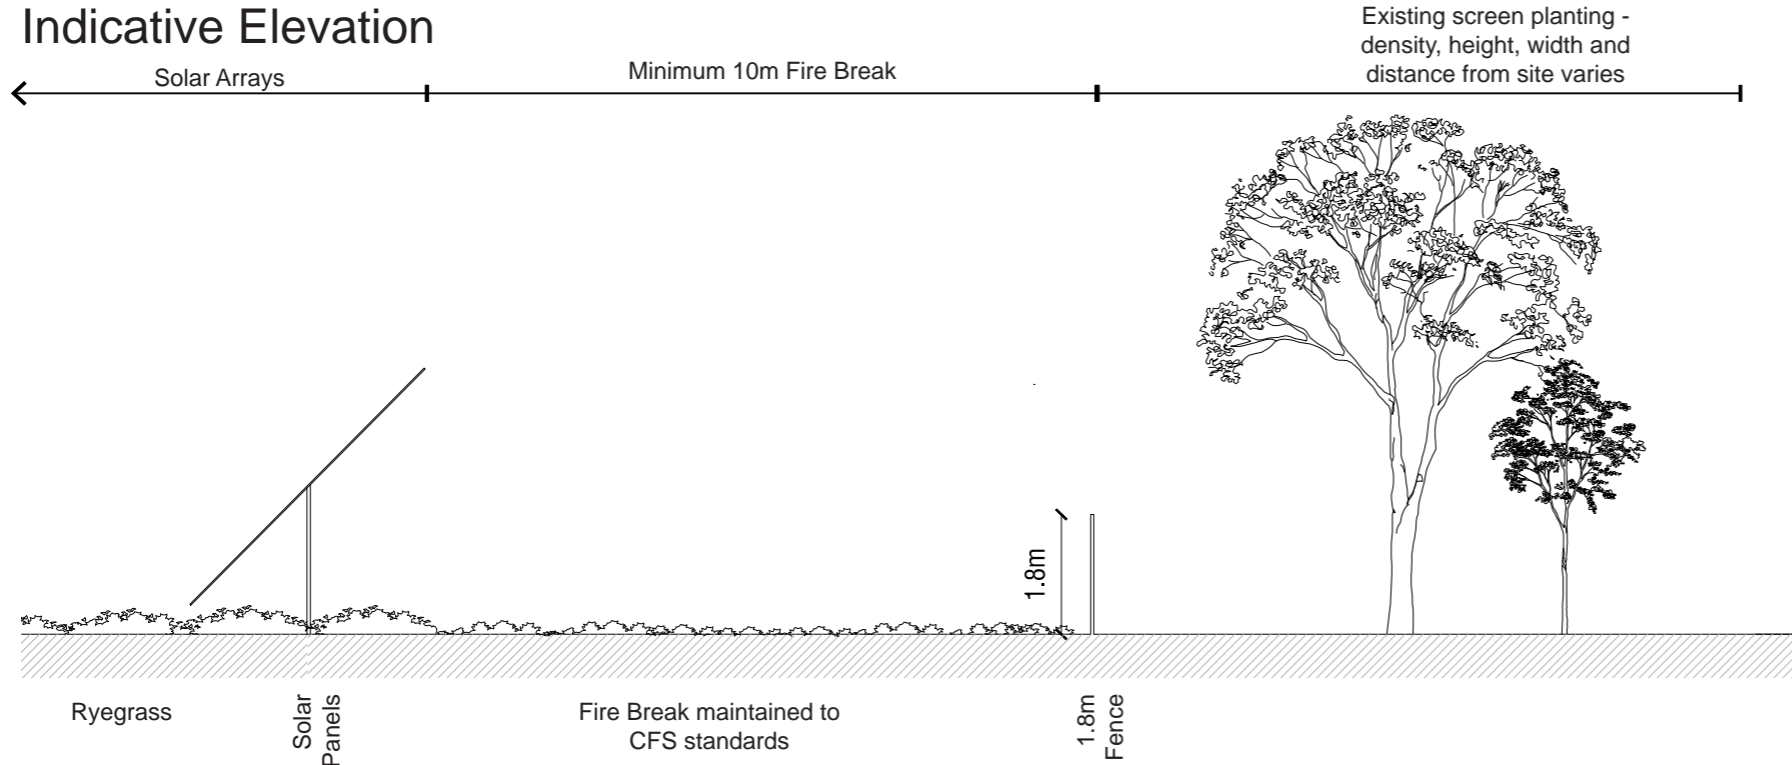 Indicative Elevation
Solar Arrays
Minimum 10m Fire Break
Existing screen planting -
density, height, width and
distance from site varies
1.8m
Ryegrass
Solar
Panels
Fire Break maintained to
CFS standards
1.8m
Fence